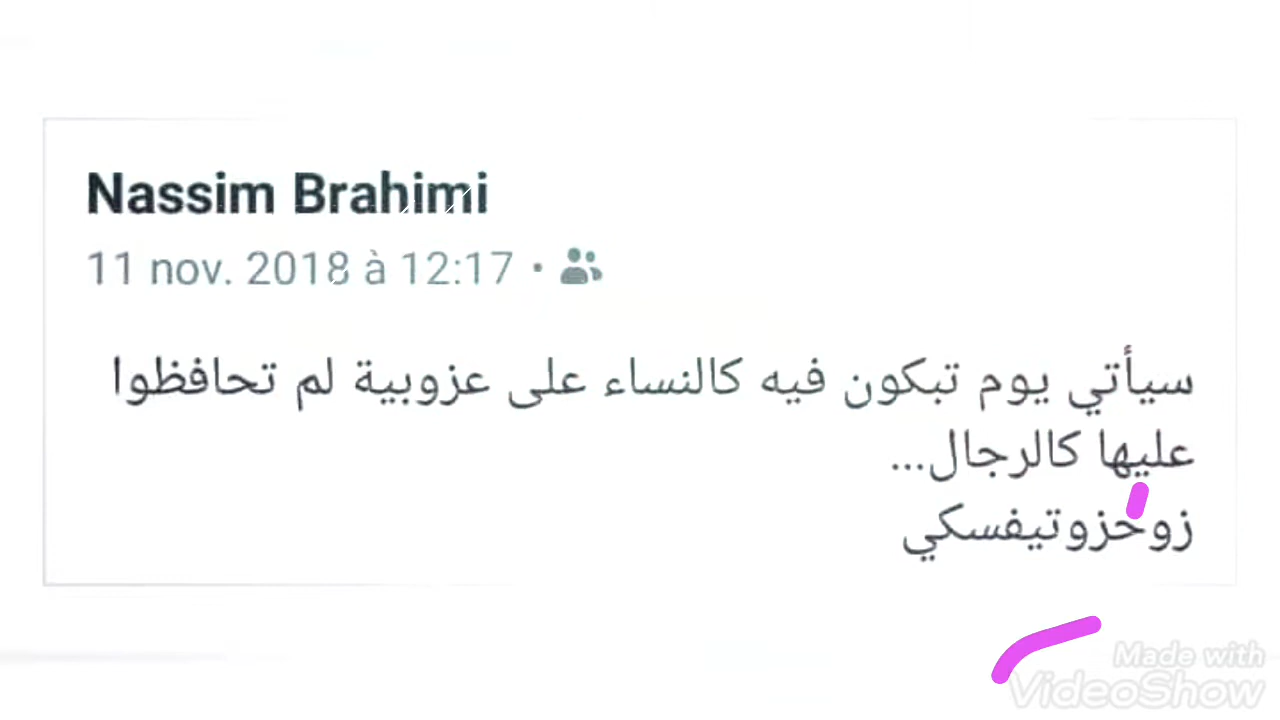 Nassim Brahimi
11 nov. 2018 à 12:17 •
سيأتي يوم تبكون فيه كالنساء على عزوبية لم تحافظوا
عليها كالرجال...
زوحزوتيفسكي
Made with
VideoShow